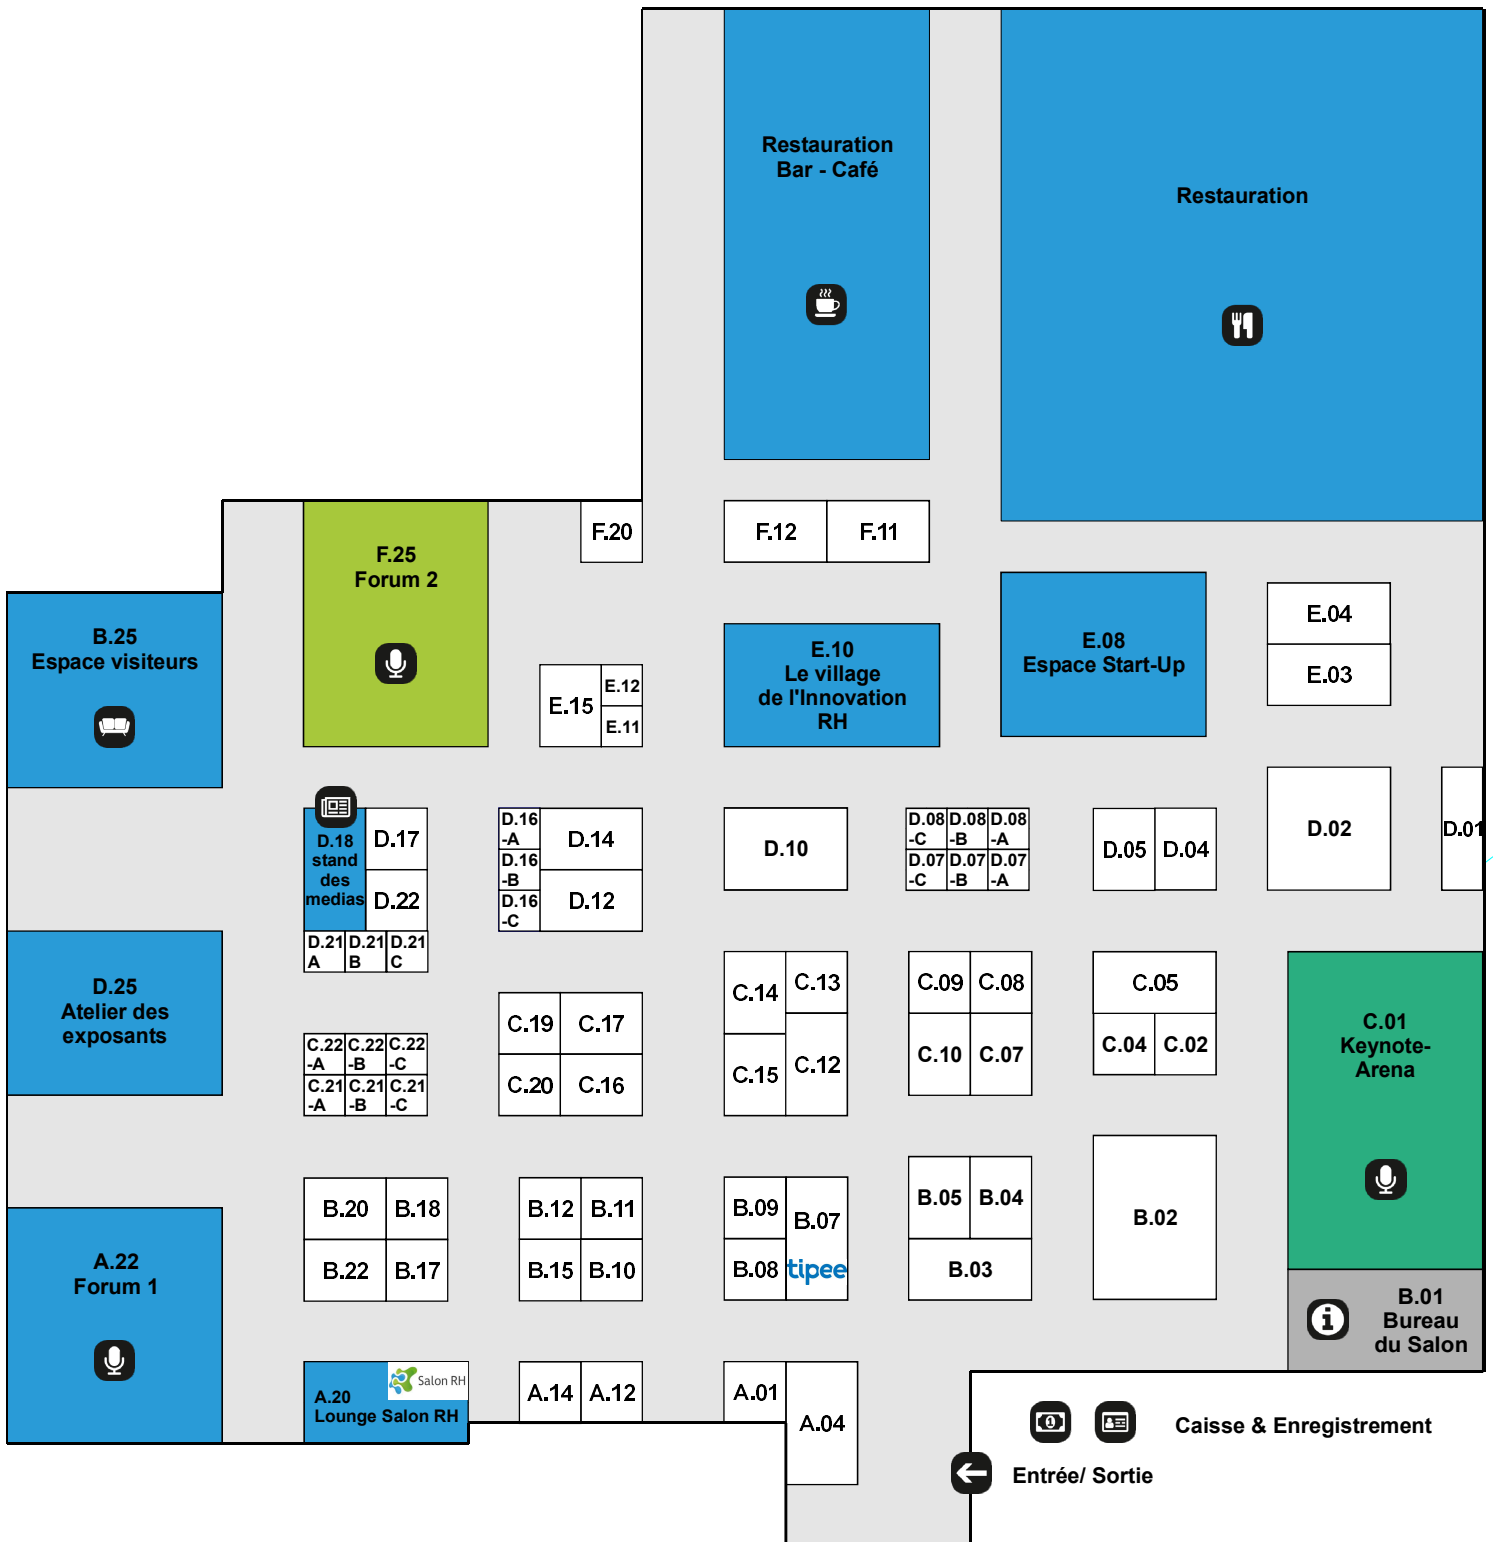 Restauration
Bar - Café
Restauration
F.20
F.12
F.11
F.25
Forum 2
E.04
E.03
B.25
Espace visiteurs
E.10
Le village
de l'Innovation
RH
E.08
Espace Start-Up
E.15
E.12
E.11
D.18
stand
des
medias
D.17
D.22
D.21
A
D.21
B
D.21
C
D.16
-A
D.16
-B
D.16
-C
D.14
D.12
D.10
D.08
-C
D.08
-B
D.08
-A
D.07
-C
D.07
-B
D.07
-A
D.05
D.04
D.02
D.01
D.25
Atelier des
exposants
C.22
-A
C.22
-B
C.22
-C
C.21
-A
C.21
-B
C.21
-C
C.19
C.17
C.20
C.16
C.14
C.13
C.15
C.12
C.09
C.08
C.10
C.07
C.05
C.04
C.02
C.01
Keynote-
Arena
B.20
B.18
B.22
B.17
B.12
B.11
B.15
B.10
B.09
B.07
B.08
tipee
B.05
B.04
B.03
B.02
A.22
Forum 1
B.01
Bureau
du Salon
Salon RH
A.20
Lounge Salon RH
A.14
A.12
A.01
A.04
Caisse & Enregistrement
Entrée/ Sortie